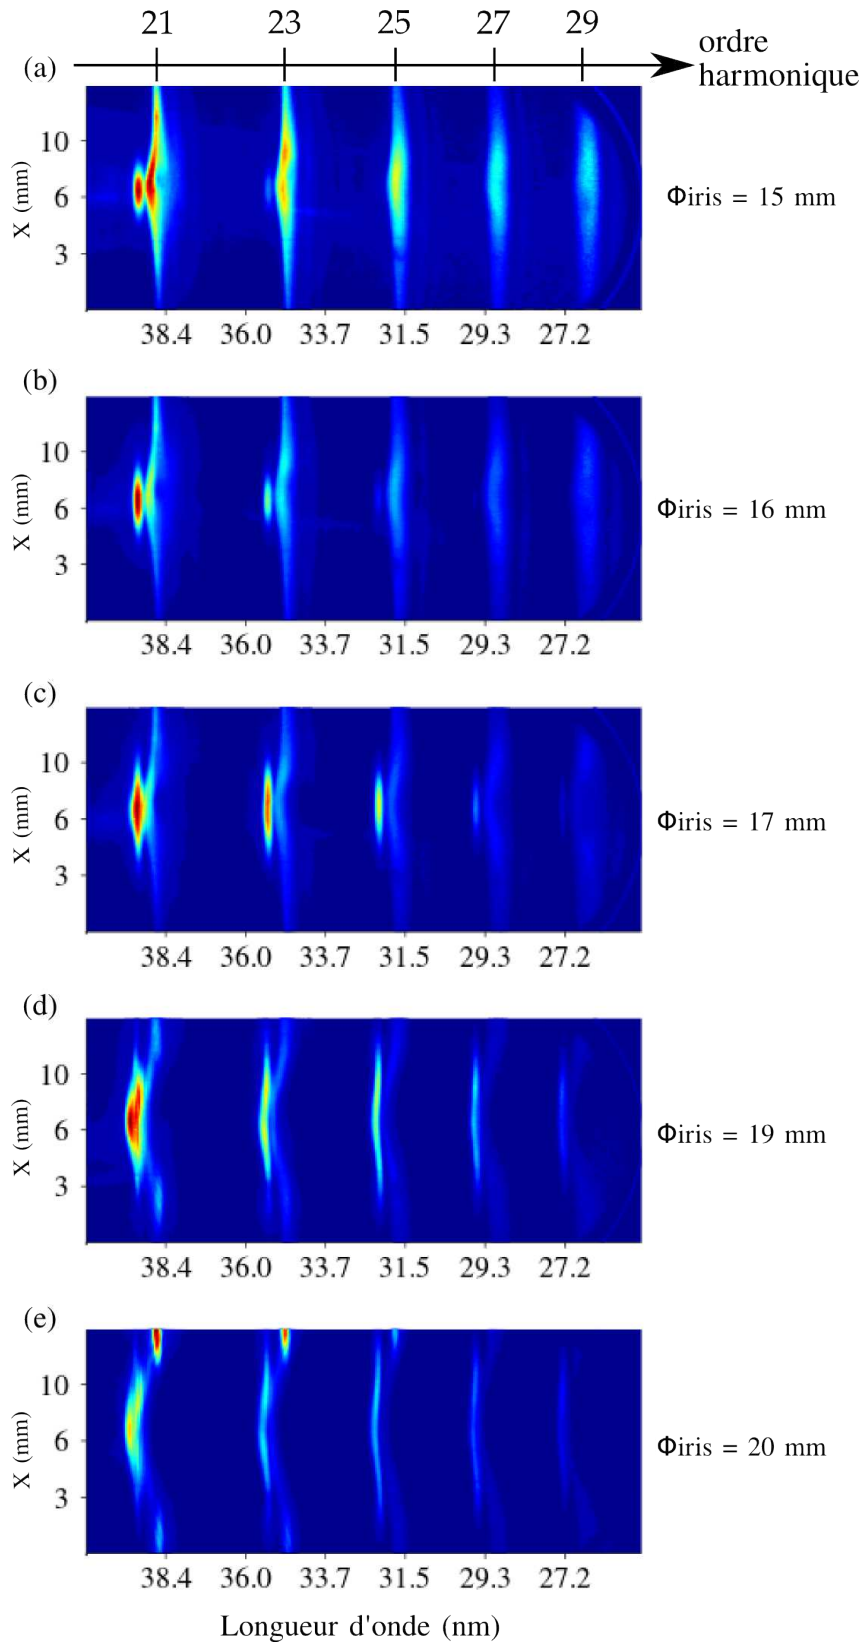 21 23 25 27 29
ordre
harmonique
(a)
10
6
3
X (mm)
Φiris = 15 mm
38.4 36.0 33.7 31.5 29.3 27.2
(b)
10
6
3
X (mm)
Φiris = 16 mm
38.4 36.0 33.7 31.5 29.3 27.2
(c)
10
6
3
X (mm)
Φiris = 17 mm
38.4 36.0 33.7 31.5 29.3 27.2
(d)
10
6
3
X (mm)
Φiris = 19 mm
38.4 36.0 33.7 31.5 29.3 27.2
(e)
10
6
3
X (mm)
Φiris = 20 mm
38.4 36.0 33.7 31.5 29.3 27.2
Longueur d'onde (nm)